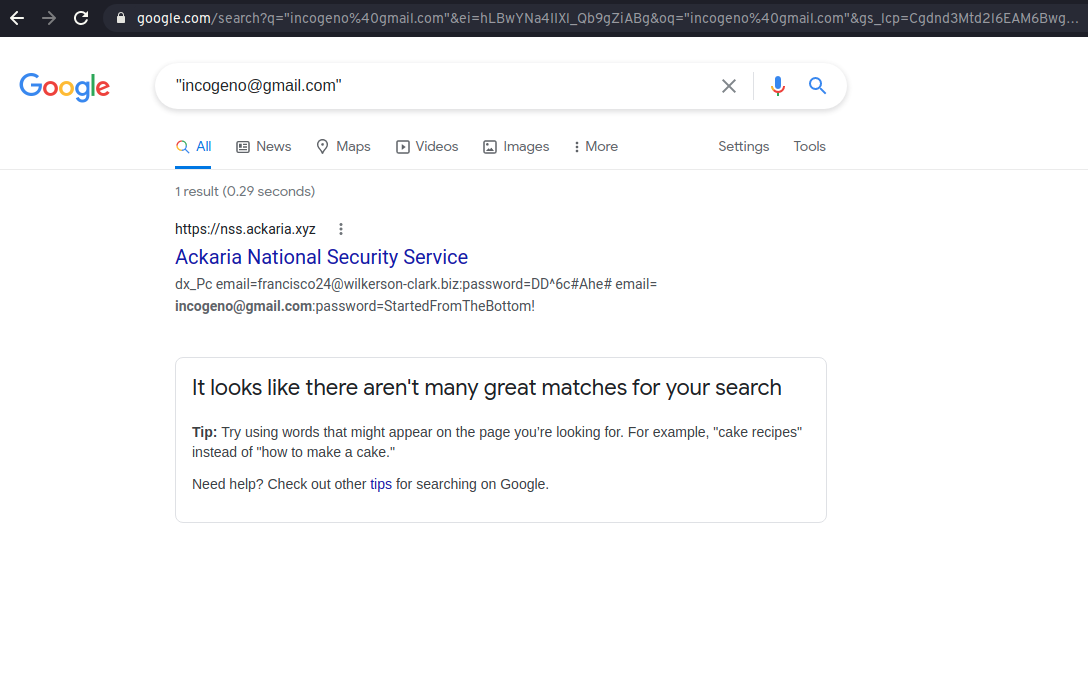 google.com/search?q="incogeno%40gmail.com"&ei=hLBwYNa4IIXI_Qb9gZiABg&oq="incogeno%40gmail.com"&gs_lcp=Cgdnd3Mtd2l6EAM6Bwg...
Google "incogeno@gmail.com"
All News Maps Videos Images More Settings Tools
1 result (0.29 seconds)
https://nss.ackaria.xyz
Ackaria National Security Service
dx_Pc email=francisco24@wilkerson-clark.biz:password=DD^6c#Ahe# email=
incogeno@gmail.com:password=StartedFromTheBottom!
It looks like there aren't many great matches for your search
Tip: Try using words that might appear on the page you're looking for. For example, "cake recipes"
instead of "how to make a cake."
Need help? Check out other tips for searching on Google.